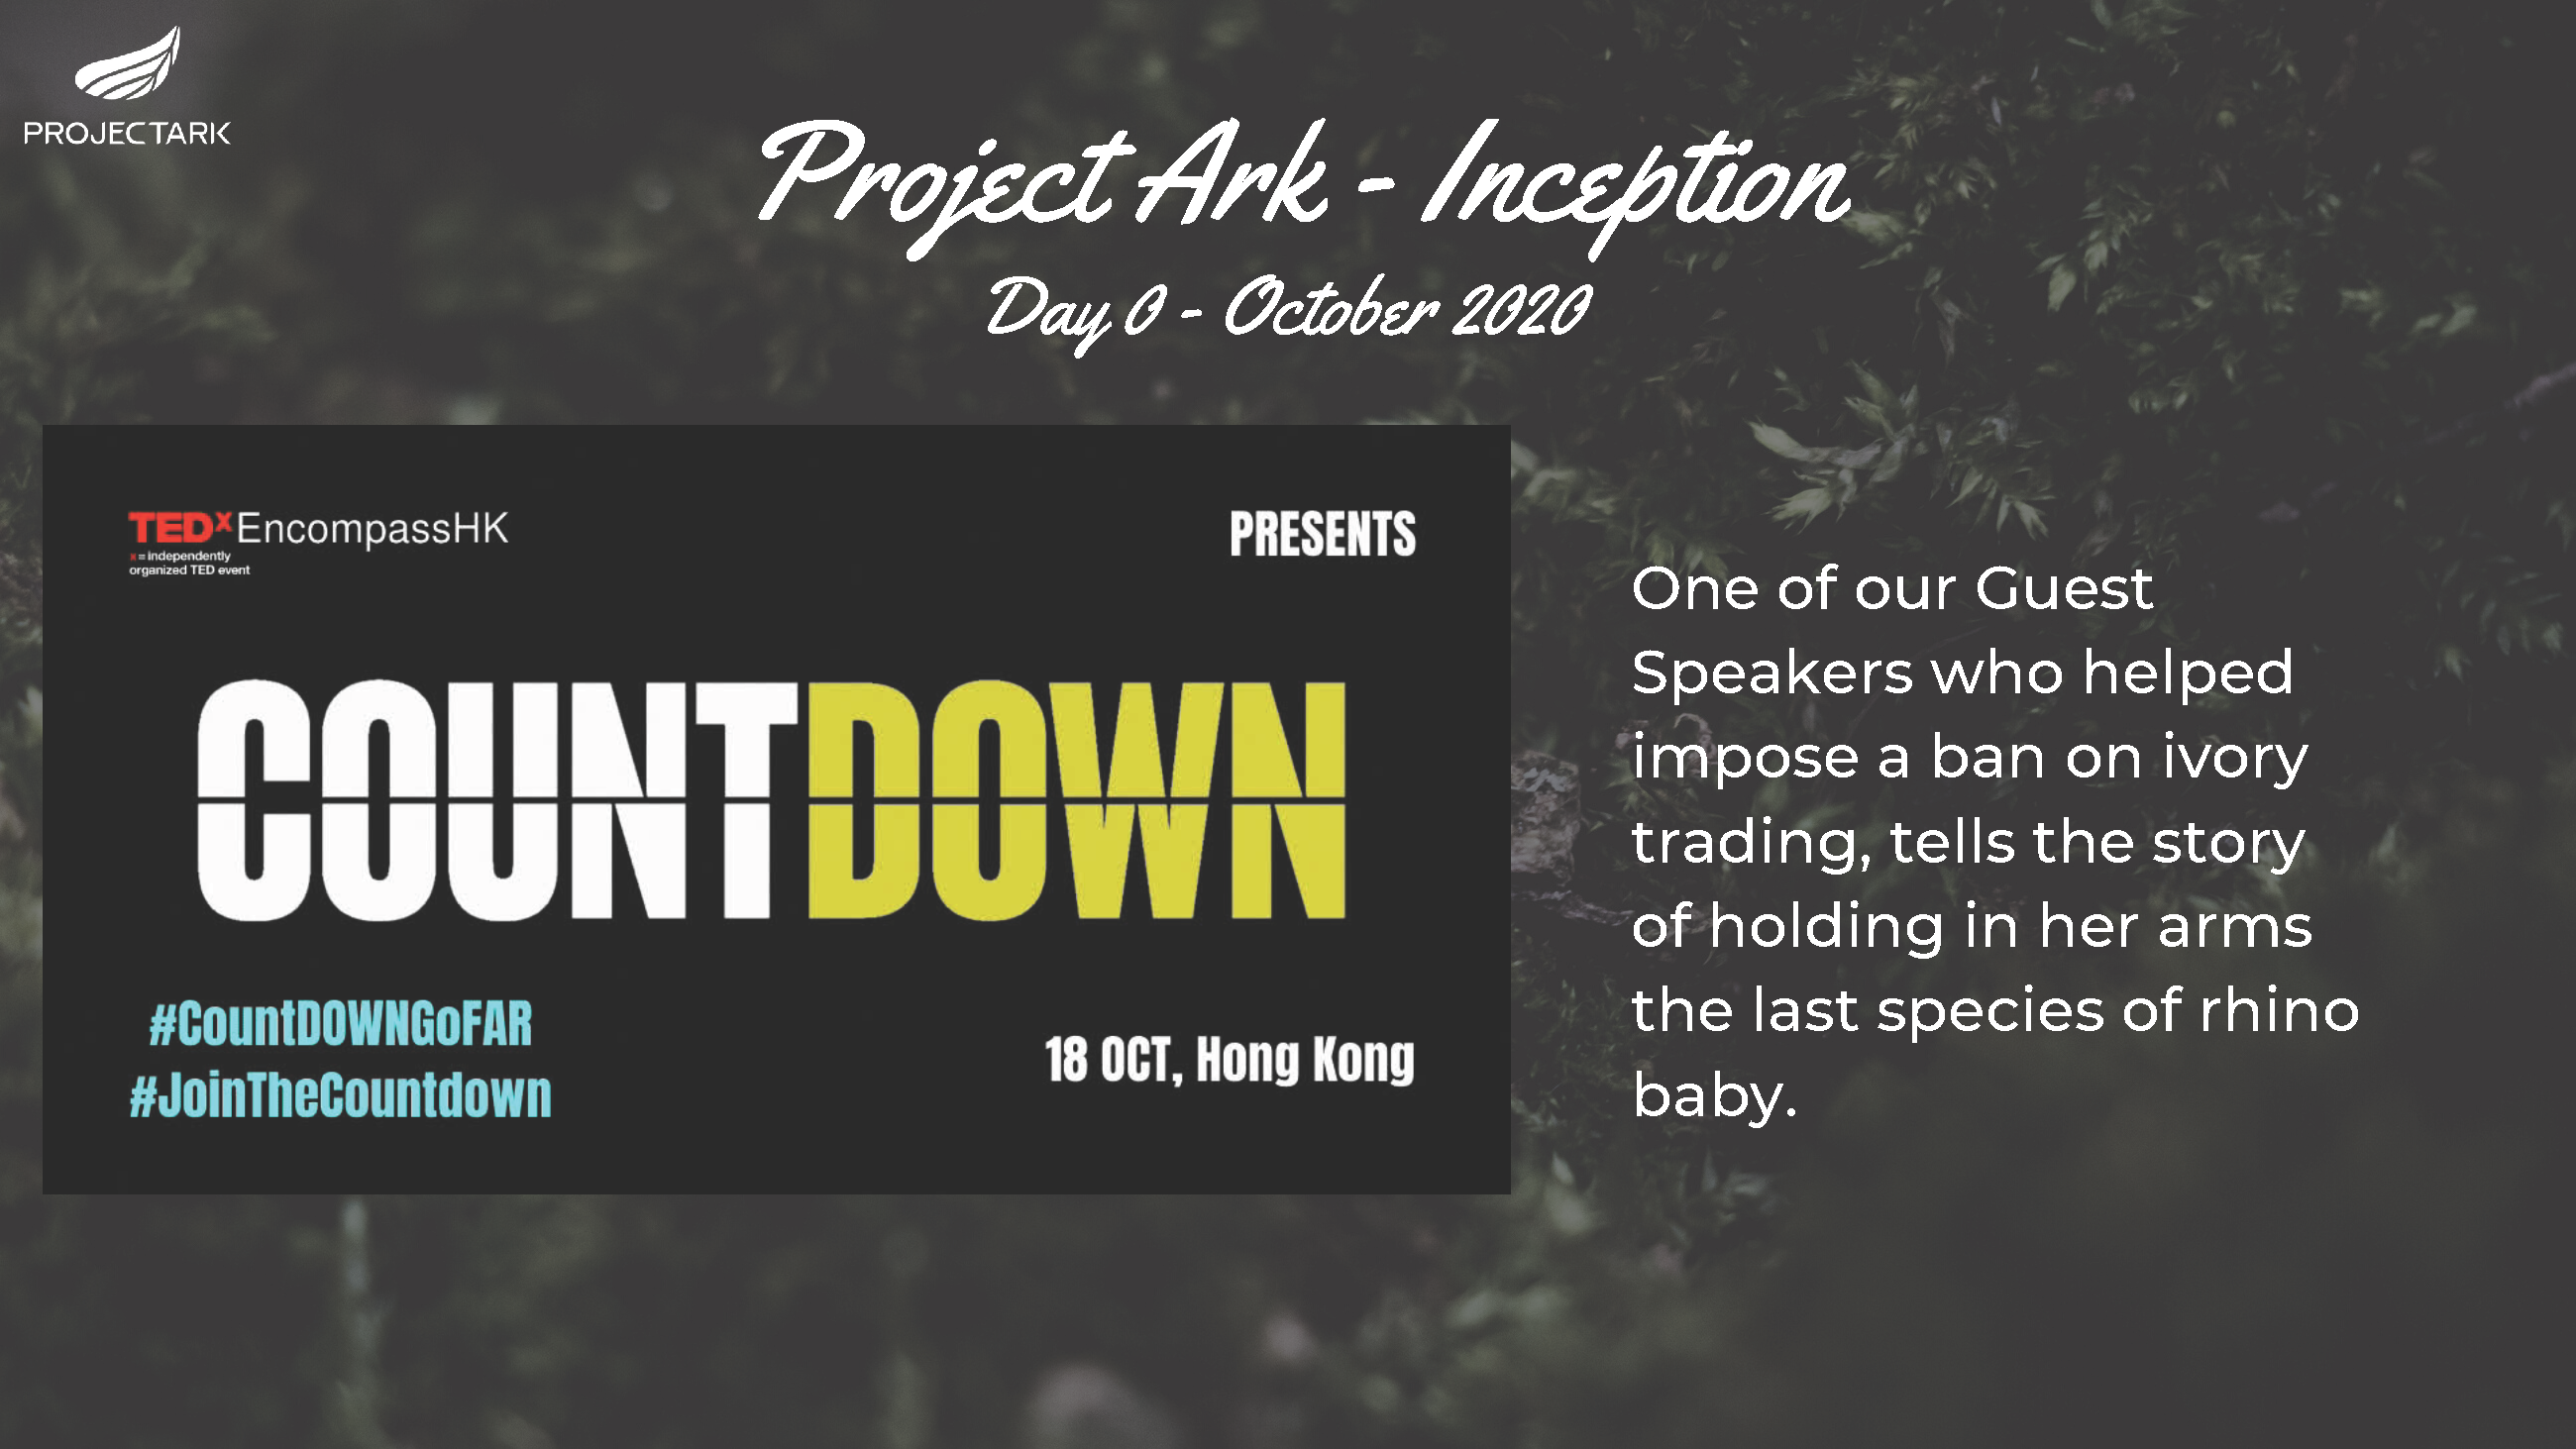 PROJECTARK
Project Ark - Inception
Day 0 - October 2020
TEDxEncompassHK
x = independently
organized TED event
PRESENTS
COUNTDOWN
#CountDOWNGoFAR
#JoinTheCountdown
18 OCT, Hong Kong
One of our Guest
Speakers who helped
impose a ban on ivory
trading, tells the story
of holding in her arms
the last species of rhino
baby.